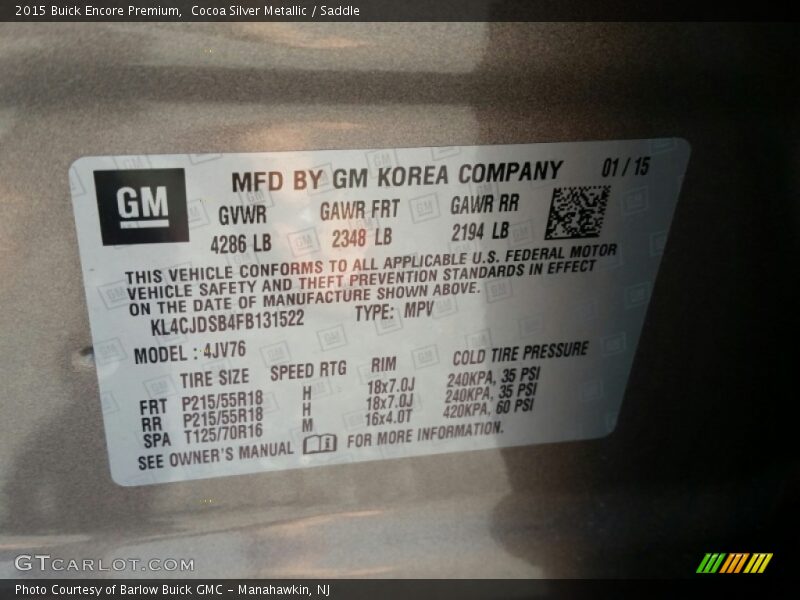 2015 Buick Encore Premium,  Cocoa Silver Metallic / Saddle
GM
MFD BY GM KOREA COMPANY 01 / 15
GVWR GAWR FRT GAWR RR
4286 LB 2348 LB 2194 LB
THIS VEHICLE CONFORMS TO ALL APPLICABLE U.S. FEDERAL MOTOR
VEHICLE SAFETY AND THEFT PREVENTION STANDARDS IN EFFECT
ON THE DATE OF MANUFACTURE SHOWN ABOVE.
KL4CJDSB4FB131522 TYPE: MPV
MODEL : 4JV76
TIRE SIZE SPEED RTG RIM COLD TIRE PRESSURE
FRT P215/55R18 H 18x7.0J 240KPA, 35 PSI
RR P215/55R18 H 18x7.0J 240KPA, 35 PSI
SPA T125/70R16 M 16x4.0T 420KPA, 60 PSI
SEE OWNER'S MANUAL FOR MORE INFORMATION.
GTCARLOT.COM
Photo Courtesy of Barlow Buick GMC - Manahawkin, NJ